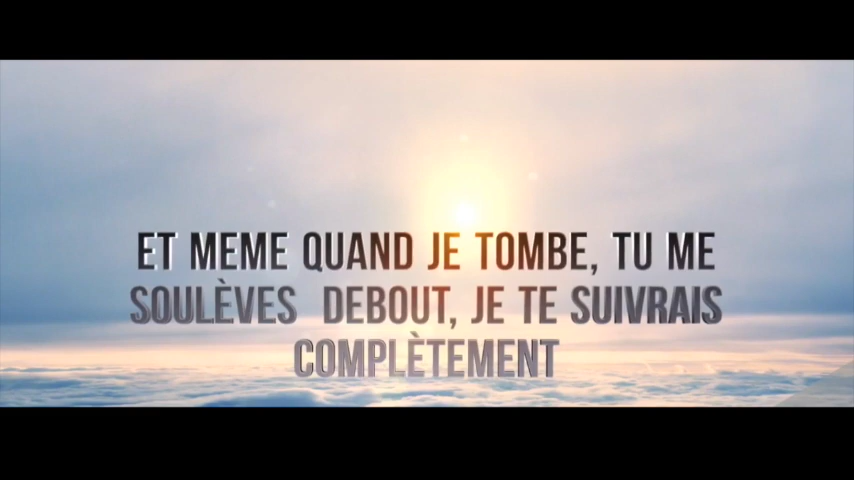 ET MEME QUAND JE TOMBE, TU ME
SOULÈVES  DEBOUT, JE TE SUIVRAIS
COMPLÈTEMENT